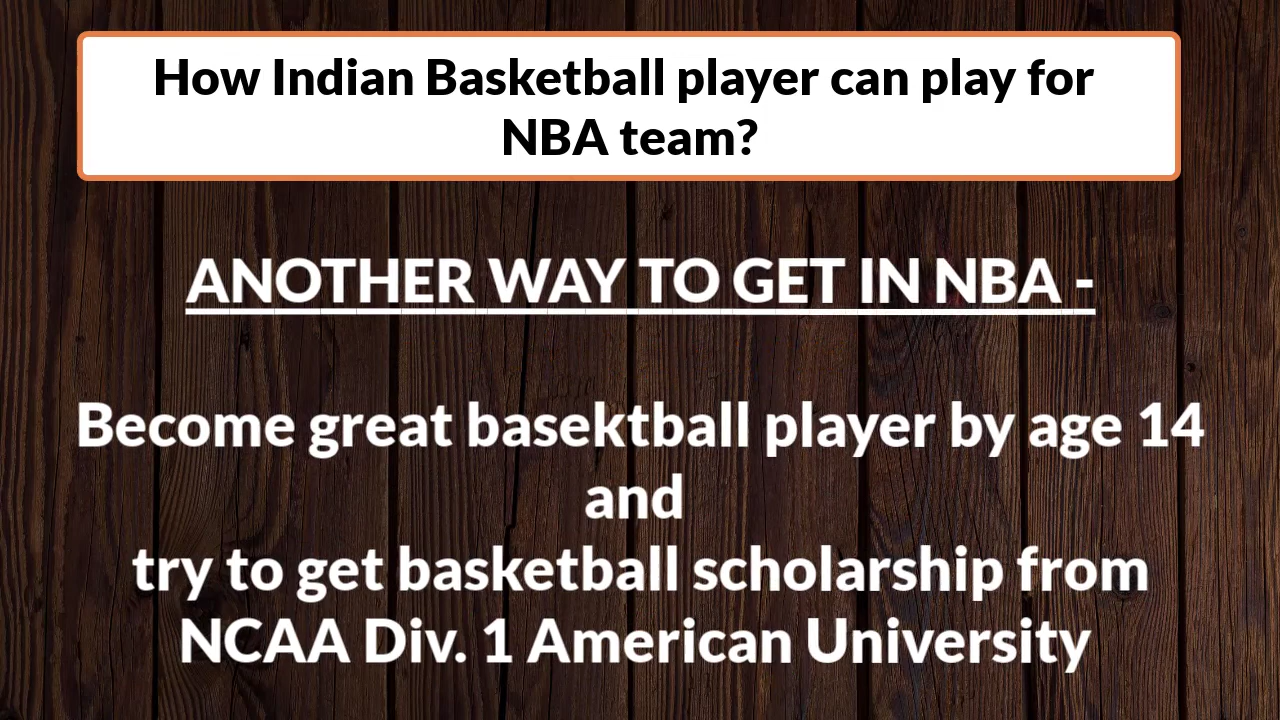 How Indian Basketball player can play for
NBA team?
ANOTHER WAY TO GET IN NBA -
Become great basektball player by age 14
and
try to get basketball scholarship from
NCAA Div. 1 American University